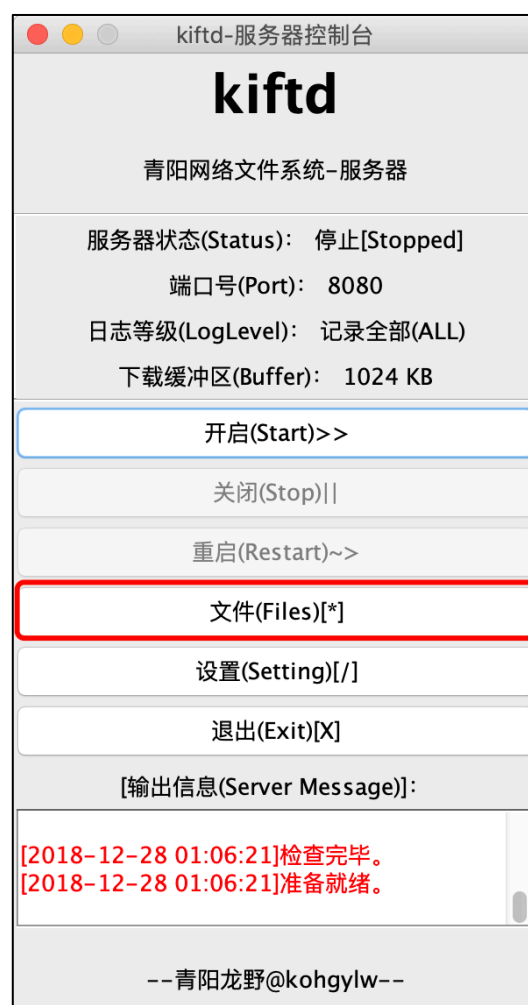 kiftd-服务器控制台
kiftd
青阳网络文件系统-服务器
服务器状态(Status): 停止[Stopped]
端口号(Port): 8080
日志等级(LogLevel): 记录全部(ALL)
下载缓冲区(Buffer): 1024 KB
开启(Start)>>
关闭(Stop)||
重启(Restart)~>
文件(Files)[*]
设置(Setting)[/]
退出(Exit)[X]
[输出信息(Server Message)]:
[2018-12-28 01:06:21]检查完毕。
[2018-12-28 01:06:21]准备就绪。
--青阳龙野@kohgylw--